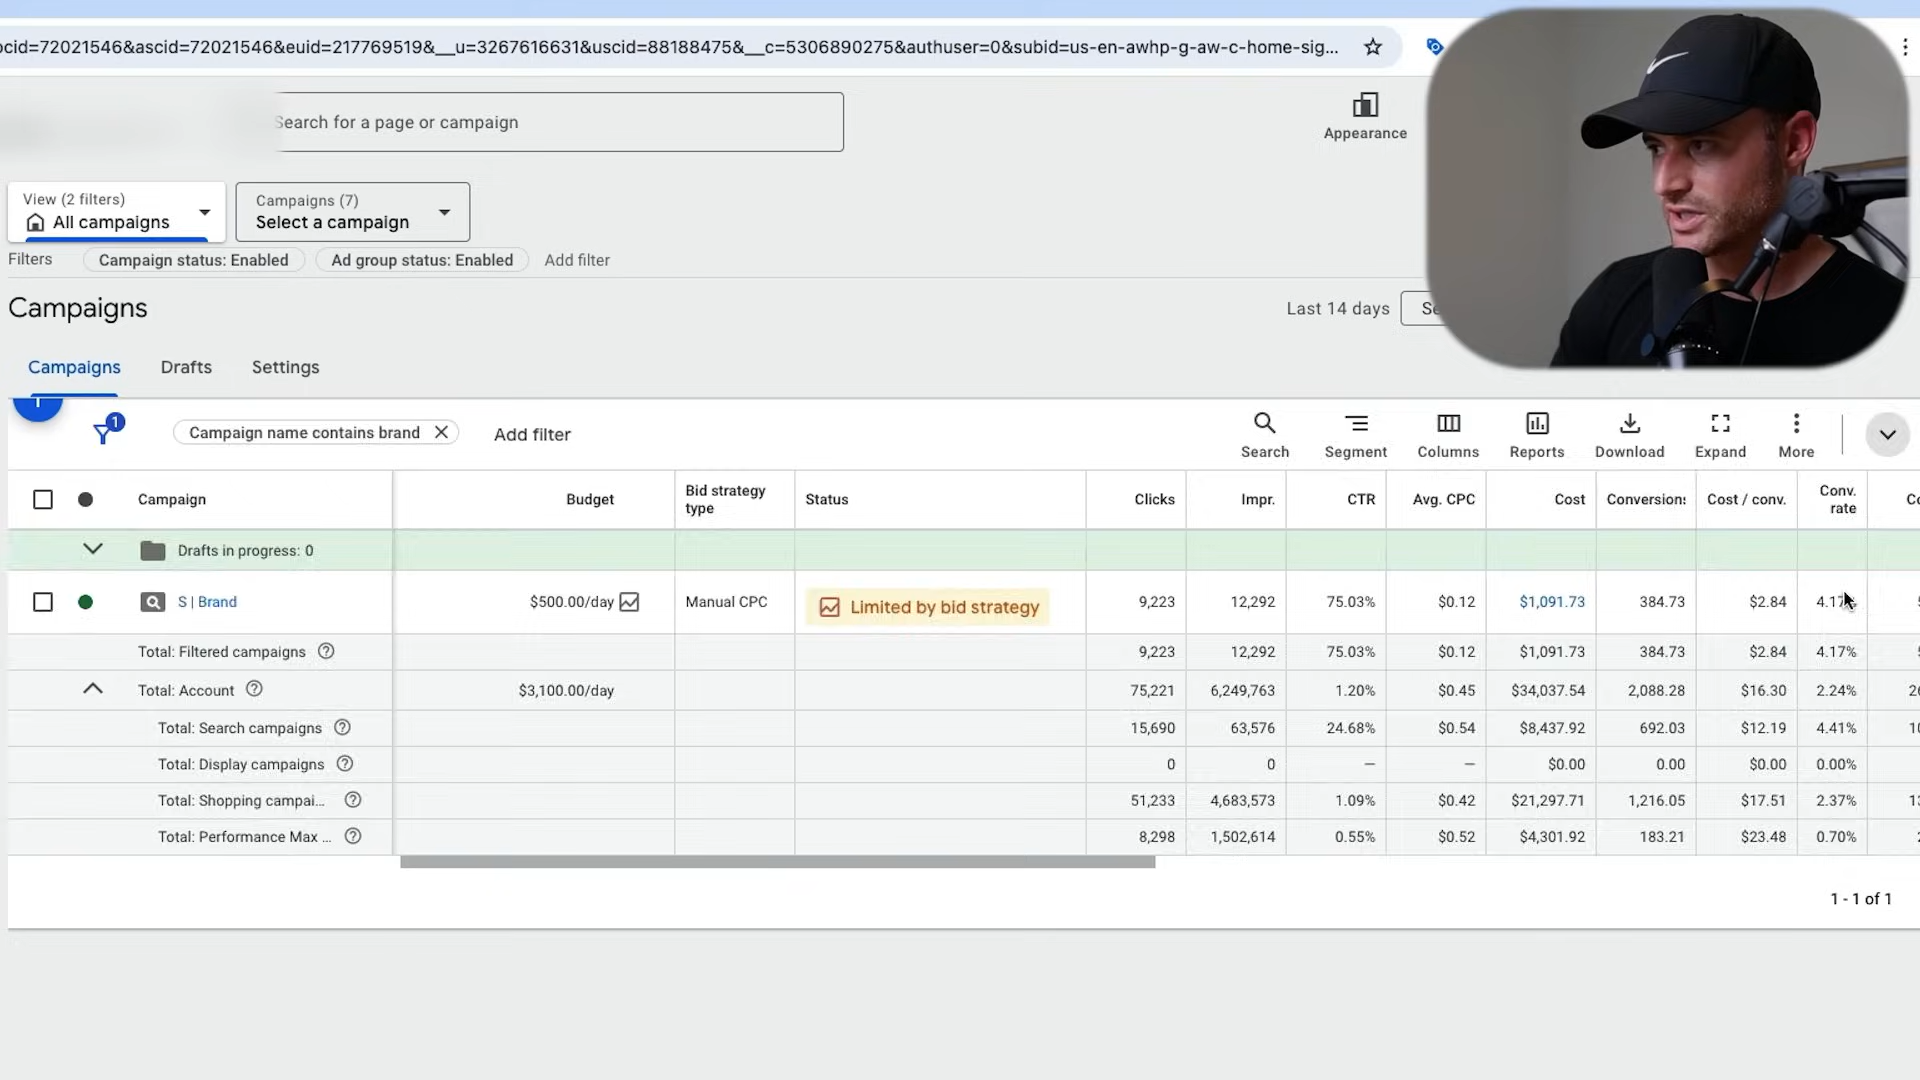 ocid=72021546&ascid=72021546&euid=217769519&__u=3267616631&uscid=88188475&__c=5306890275&authuser=0&subid=us-en-awhp-g-aw-c-home-sig...
Search for a page or campaign
Appearance
View (2 filters)
All campaigns
Campaigns (7)
Select a campaign
Filters Campaign status: Enabled Ad group status: Enabled Add filter
Campaigns
Last 14 days
Campaigns Drafts Settings
1
Campaign name contains brand
Add filter
Search Segment Columns Reports Download Expand More
Campaign Budget Bid strategy type Status Clicks Impr. CTR Avg. CPC Cost Conversions Cost / conv. Conv. rate
Drafts in progress: 0
S | Brand $500.00/day Manual CPC Limited by bid strategy 9,223 12,292 75.03% $0.12 $1,091.73 384.73 $2.84 4.17%
Total: Filtered campaigns 9,223 12,292 75.03% $0.12 $1,091.73 384.73 $2.84 4.17%
Total: Account $3,100.00/day 75,221 6,249,763 1.20% $0.45 $34,037.54 2,088.28 $16.30 2.24%
Total: Search campaigns 15,690 63,576 24.68% $0.54 $8,437.92 692.03 $12.19 4.41%
Total: Display campaigns 0 0 — — $0.00 0.00 $0.00 0.00%
Total: Shopping campai... 51,233 4,683,573 1.09% $0.42 $21,297.71 1,216.05 $17.51 2.37%
Total: Performance Max ... 8,298 1,502,614 0.55% $0.52 $4,301.92 183.21 $23.48 0.70%
1 - 1 of 1